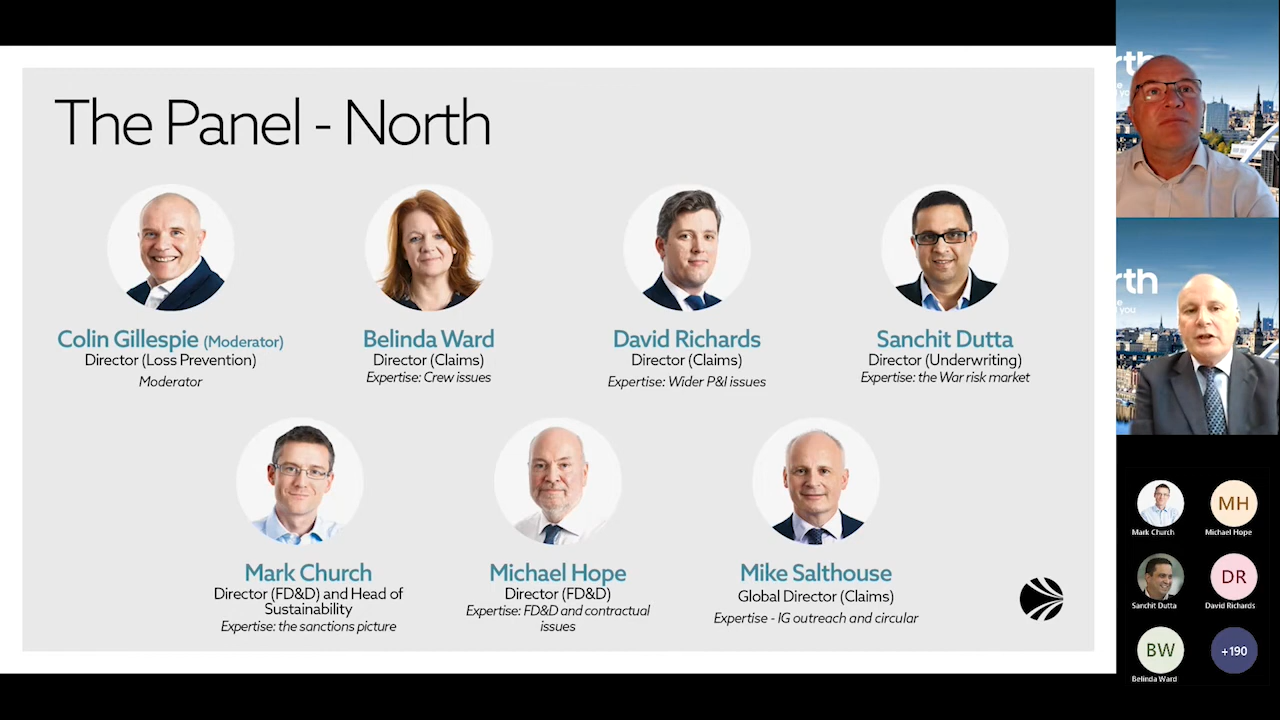 The Panel - North
Colin Gillespie (Moderator)
Director (Loss Prevention)
Moderator
Belinda Ward
Director (Claims)
Expertise: Crew issues
David Richards
Director (Claims)
Expertise: Wider P&I issues
Sanchit Dutta
Director (Underwriting)
Expertise: the War risk market
Mark Church
Director (FD&D) and Head of
Sustainability
Expertise: the sanctions picture
Michael Hope
Director (FD&D)
Expertise: FD&D and contractual
issues
Mike Salthouse
Global Director (Claims)
Expertise - IG outreach and circular
rth
rth
you
Mark Church
MH
Michael Hope
Sanchit Dutta
DR
David Richards
BW
Belinda Ward
+190